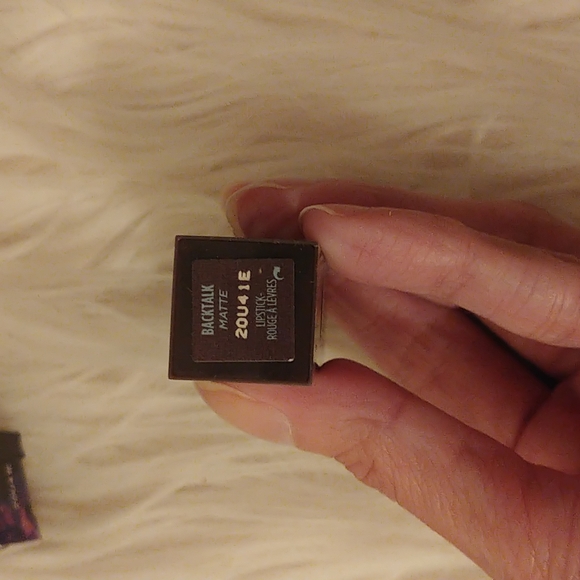 BACKTALK
MATTE
20U41E
LIPSTICK-
ROUGE À LÈVRES